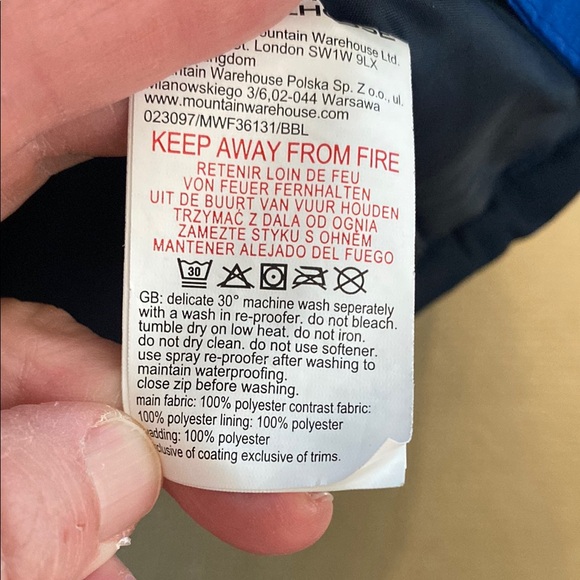 Mountain Warehouse Ltd.
St. London SW1W 9LX
Mountain Warehouse Polska Sp. Z o.o., ul.
Milanowskiego 3/6,02-044 Warsawa
www.mountainwarehouse.com
023097/MWF36131/BBL
KEEP AWAY FROM FIRE
RETENIR LOIN DE FEU
VON FEUER FERNHALTEN
UIT DE BUURT VAN VUUR HOUDEN
TRZYMAĆ Z DALA OD OGNIA
ZAMEZTE STYKU S OHNĚM
MANTENER ALEJADO DEL FUEGO
30
GB: delicate 30° machine wash seperately
with a wash in re-proofer. do not bleach.
tumble dry on low heat. do not iron.
do not dry clean. do not use softener.
use spray re-proofer after washing to
maintain waterproofing.
close zip before washing.
main fabric: 100% polyester contrast fabric:
100% polyester lining: 100% polyester
wadding: 100% polyester
exclusive of coating exclusive of trims.